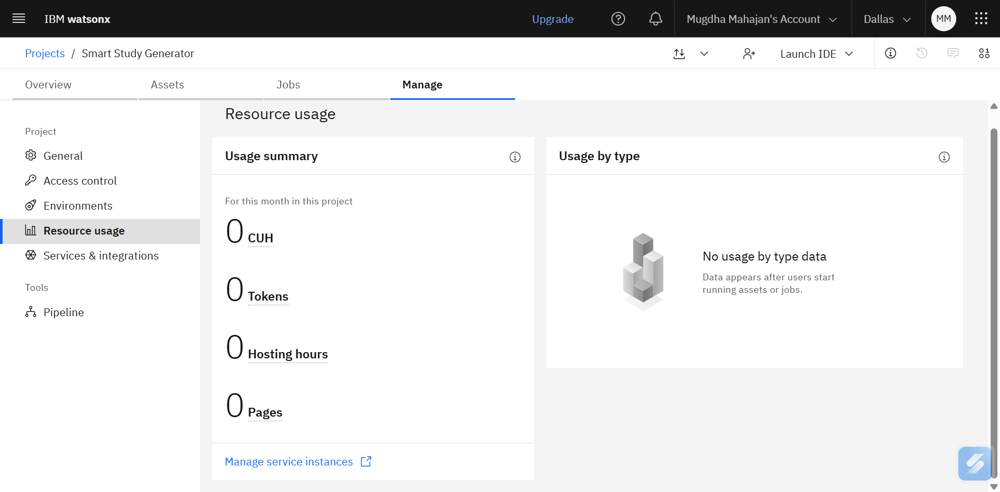 IBM watsonx
Upgrade
Mugdha Mahajan's Account
Dallas
MM
Projects / Smart Study Generator
Launch IDE
Overview
Assets
Jobs
Manage
Project
General
Access control
Environments
Resource usage
Services & integrations
Tools
Pipeline
Resource usage
Usage summary
For this month in this project
0 CUH
0 Tokens
0 Hosting hours
0 Pages
Manage service instances
Usage by type
No usage by type data
Data appears after users start
running assets or jobs.